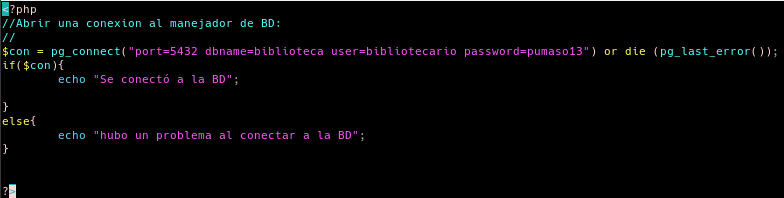 <?php
//Abrir una conexion al manejador de BD:
//
$con = pg_connect("port=5432 dbname=biblioteca user=bibliotecario password=pumaso13") or die (pg_last_error());
if($con){
echo "Se conectó a la BD";
}
else{
echo "hubo un problema al conectar a la BD";
}
?>